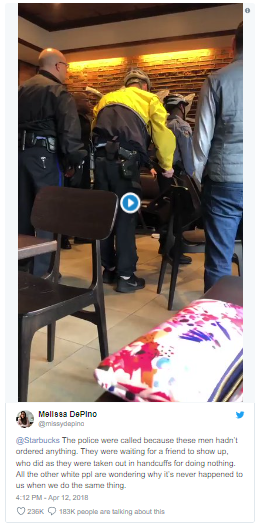 Melissa DePino
@missydepino
@Starbucks The police were called because these men hadn't
ordered anything. They were waiting for a friend to show up,
who did as they were taken out in handcuffs for doing nothing.
All the other white ppl are wondering why it's never happened to
us when we do the same thing.
4:12 PM - Apr 12, 2018
236K 183K people are talking about this